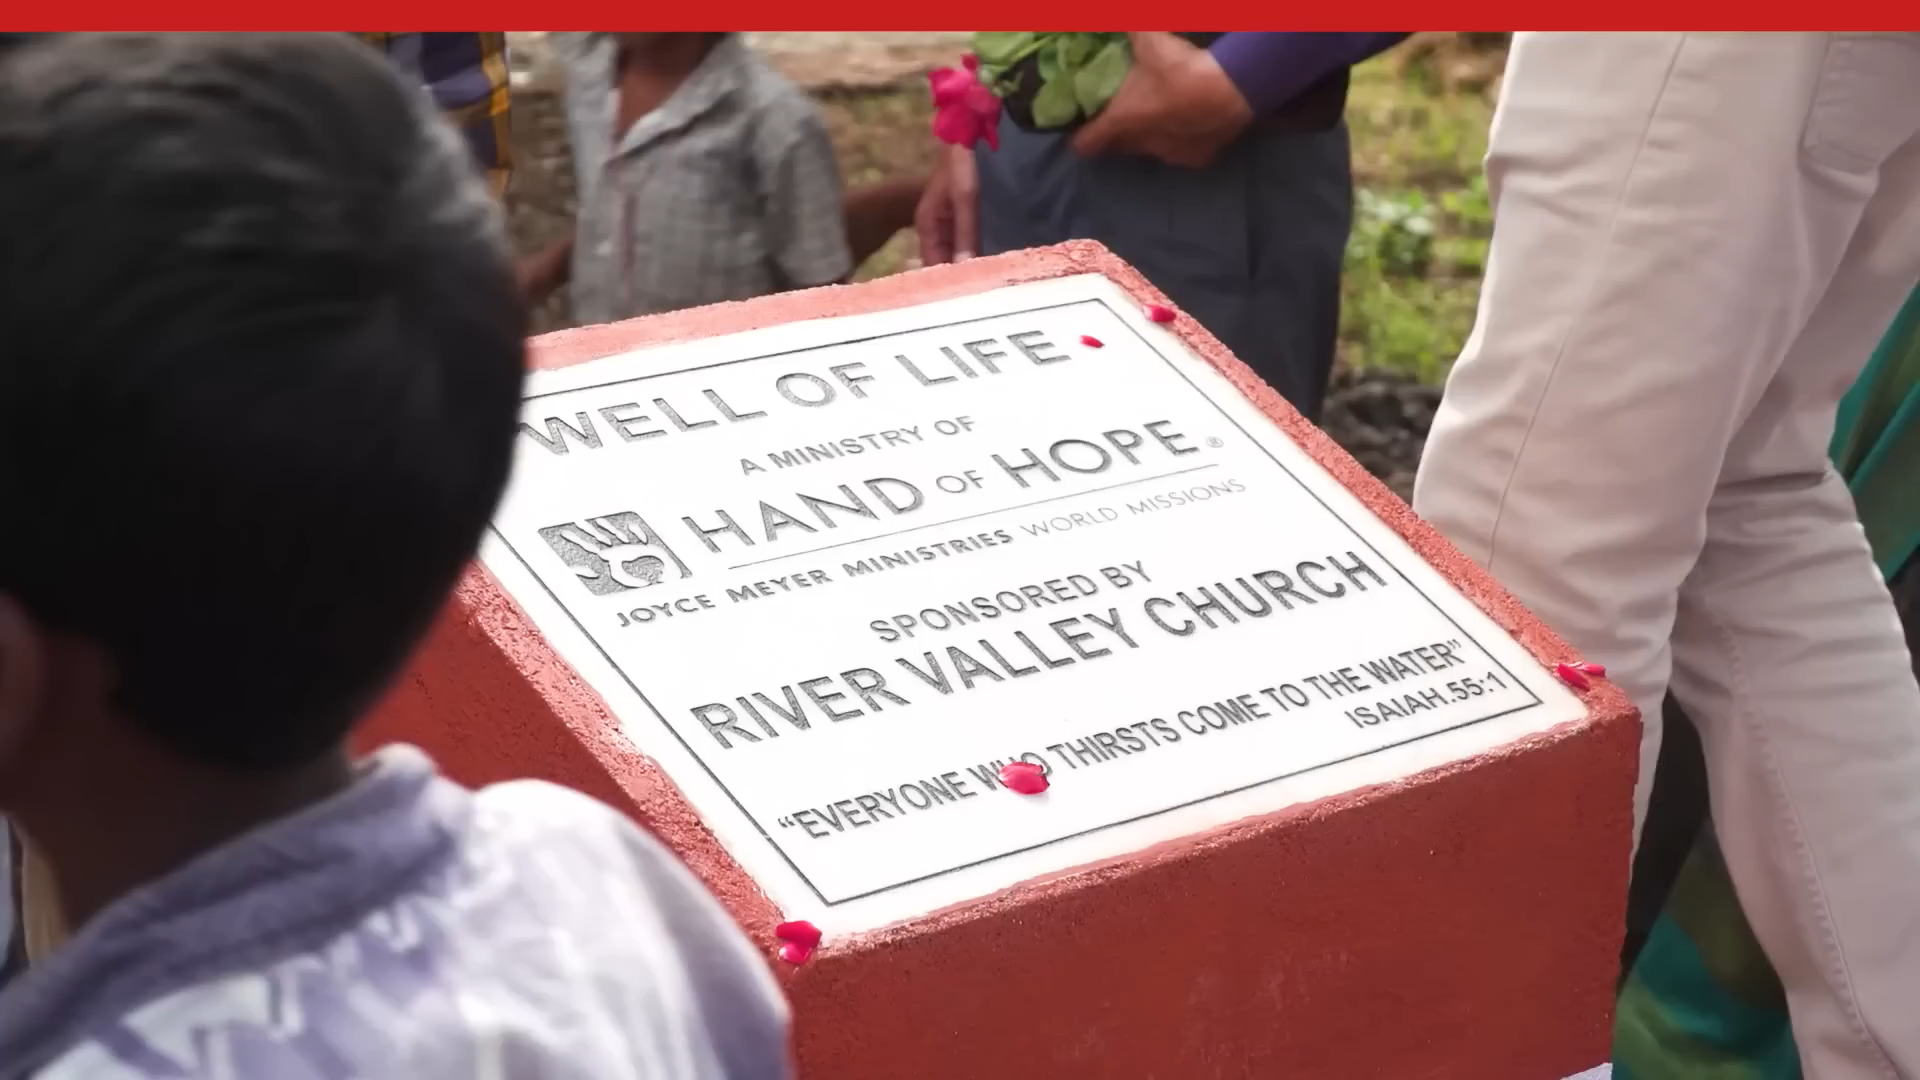 WELL OF LIFE
A MINISTRY OF
HAND OF HOPE®
JOYCE MEYER MINISTRIES WORLD MISSIONS
SPONSORED BY
RIVER VALLEY CHURCH
“EVERYONE WHO THIRSTS COME TO THE WATER”
ISAIAH.55:1